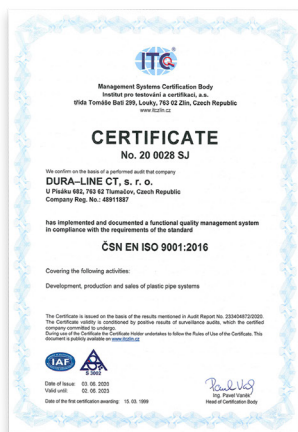 ITC
Management Systems Certification Body
Institut pro testování a certifikaci, a.s.
třída Tomáše Bati 299, Louky, 763 02 Zlín, Czech Republic
www.itczlin.cz
CERTIFICATE
No. 20 0028 SJ
We confirm on the basis of a performed audit that company
DURA–LINE CT, s. r. o.
U Písáku 682, 763 62 Tlumačov, Czech Republic
Company Reg. No.: 48911887
has implemented and documented a functional quality management system
in compliance with the requirements of the standard
ČSN EN ISO 9001:2016
Covering the following activities:
Development, production and sales of plastic pipe systems
The Certificate is issued on the basis of the results mentioned in Audit Report No. 233404872/2020.
The Certificate validity is conditioned by positive results of surveillance audits, which the certified
company committed to undergo.
During use of the Certificate the Certificate Holder undertakes to follow the Rules of Use of the Certificate. This
document is publicly available on www.itczlin.cz
IAF
S 3002
Date of Issue: 03. 08. 2020
Valid until: 02. 08. 2023
Ing. Pavel Vaněk
Head of Certification Body
Date of the first certification awarding: 15. 03. 1999